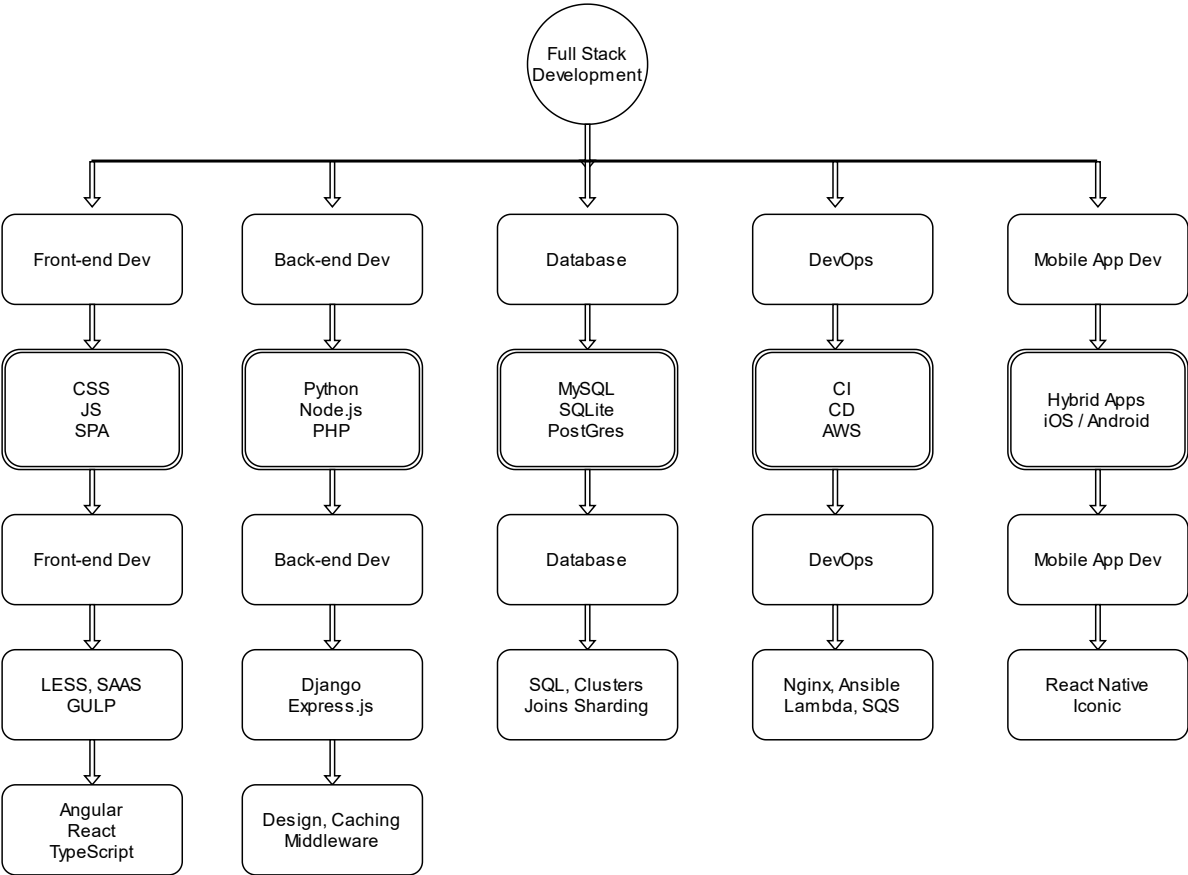 Full Stack
Development
Front-end Dev
Back-end Dev
Database
DevOps
Mobile App Dev
CSS
JS
SPA
Python
Node.js
PHP
MySQL
SQLite
PostGres
CI
CD
AWS
Hybrid Apps
iOS / Android
Front-end Dev
Back-end Dev
Database
DevOps
Mobile App Dev
LESS, SAAS
GULP
Django
Express.js
SQL, Clusters
Joins Sharding
Nginx, Ansible
Lambda, SQS
React Native
Iconic
Angular
React
TypeScript
Design, Caching
Middleware